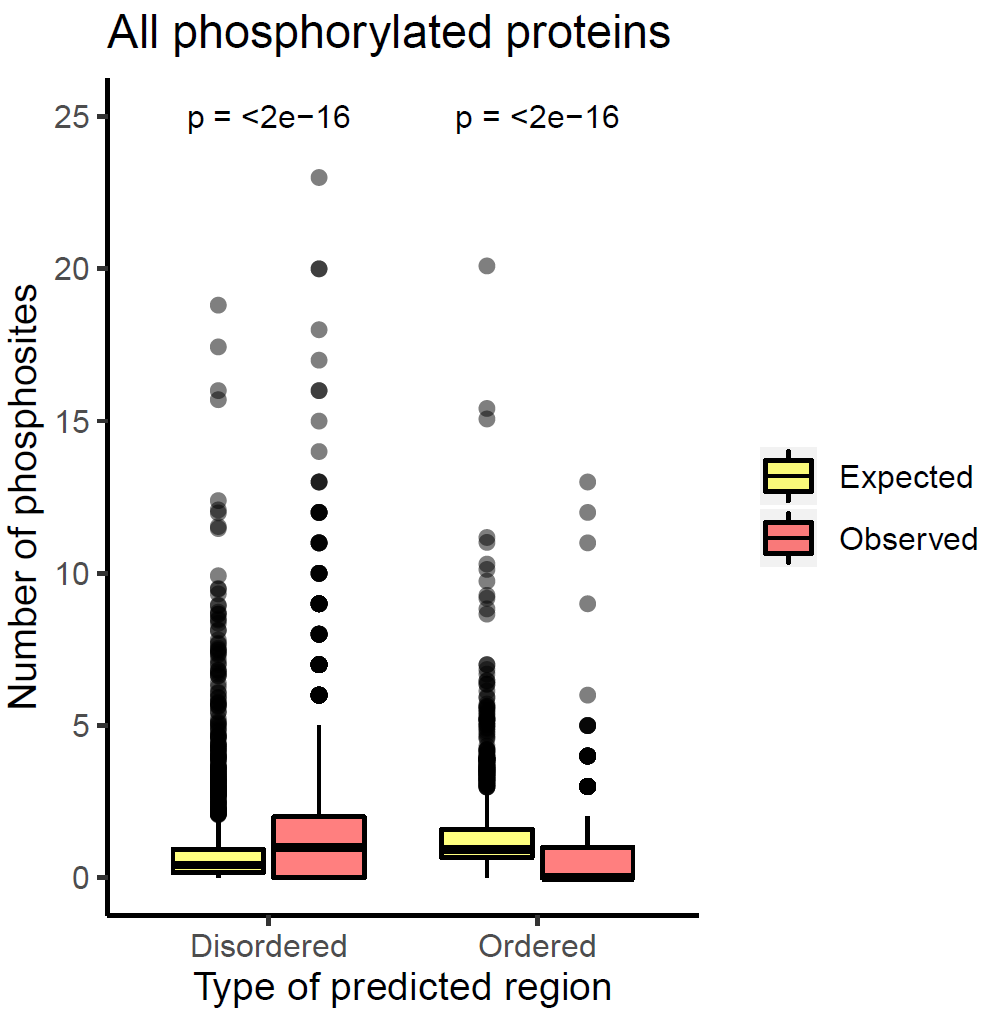 All phosphorylated proteins
p = <2e−16
p = <2e−16
25
20
15
10
5
0
Number of phosphosites
Disordered
Ordered
Type of predicted region
Expected
Observed